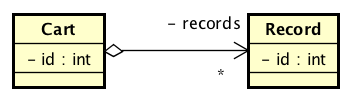 Cart
- id : int
- records
*
Record
- id : int